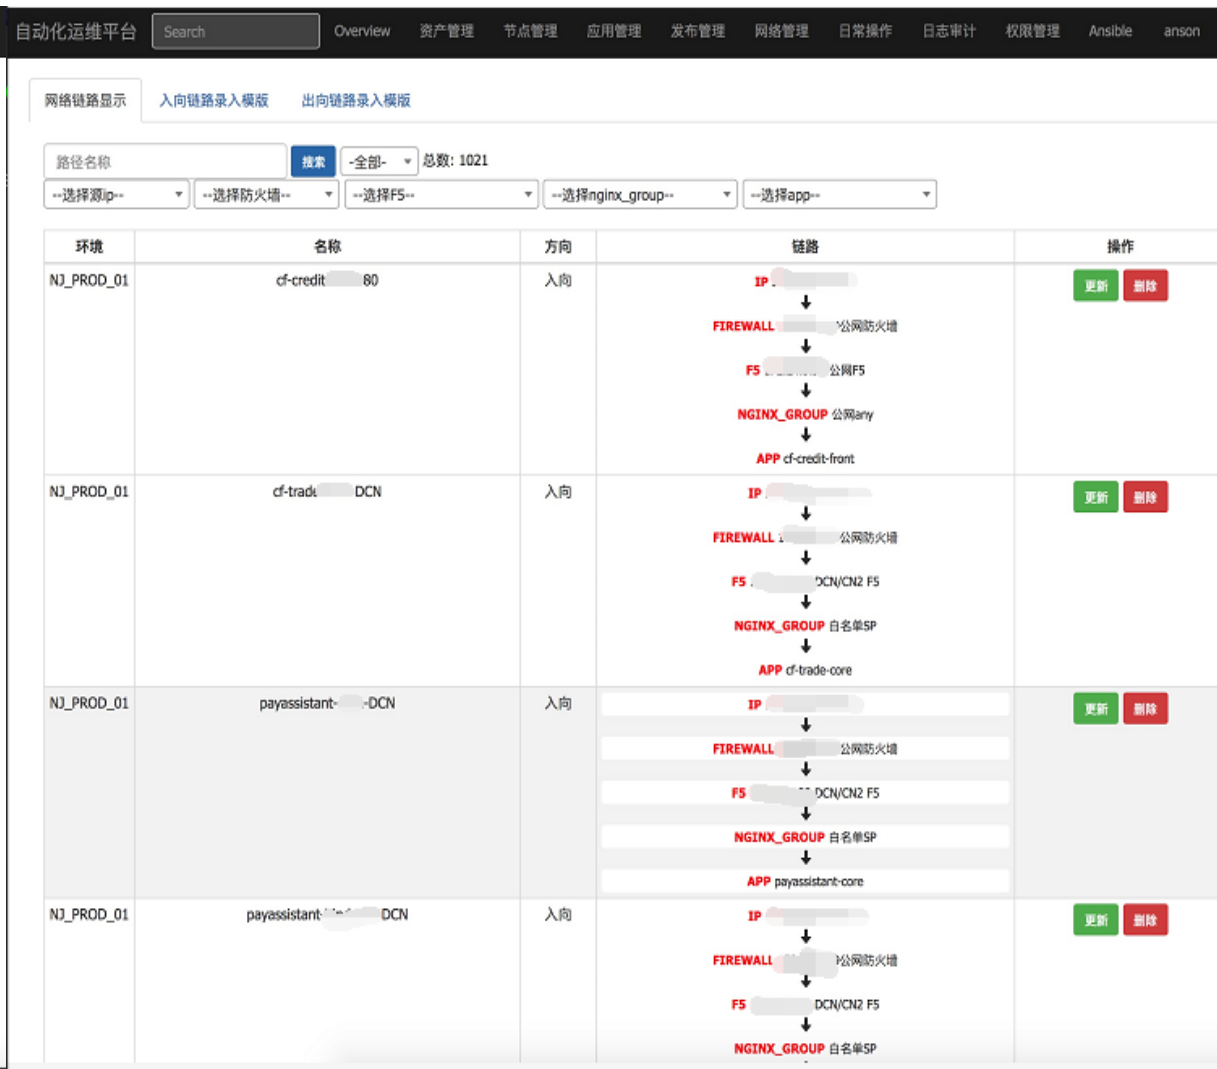 自动化运维平台 Search Overview 资产管理 节点管理 应用管理 发布管理 网络管理 日常操作 日志审计 权限管理 Ansible anson
网络链路显示 入向链路录入模版 出向链路录入模版
路径名称 搜索 -全部- 总数: 1021
--选择源ip-- --选择防火墙-- --选择F5-- --选择nginx_group-- --选择app--
环境 名称 方向 链路 操作
NJ_PROD_01 cf-credit 80 入向 IP 更新 删除
FIREWALL 公网防火墙
F5 公网F5
NGINX_GROUP 公网any
APP cf-credit-front
NJ_PROD_01 cf-trade DCN 入向 IP 更新 删除
FIREWALL 公网防火墙
F5 DCN/CN2 F5
NGINX_GROUP 白名单SP
APP cf-trade-core
NJ_PROD_01 payassistant- -DCN 入向 IP 更新 删除
FIREWALL 公网防火墙
F5 DCN/CN2 F5
NGINX_GROUP 白名单SP
APP payassistant-core
NJ_PROD_01 payassistant- DCN 入向 IP 更新 删除
FIREWALL 公网防火墙
F5 DCN/CN2 F5
NGINX_GROUP 白名单SP